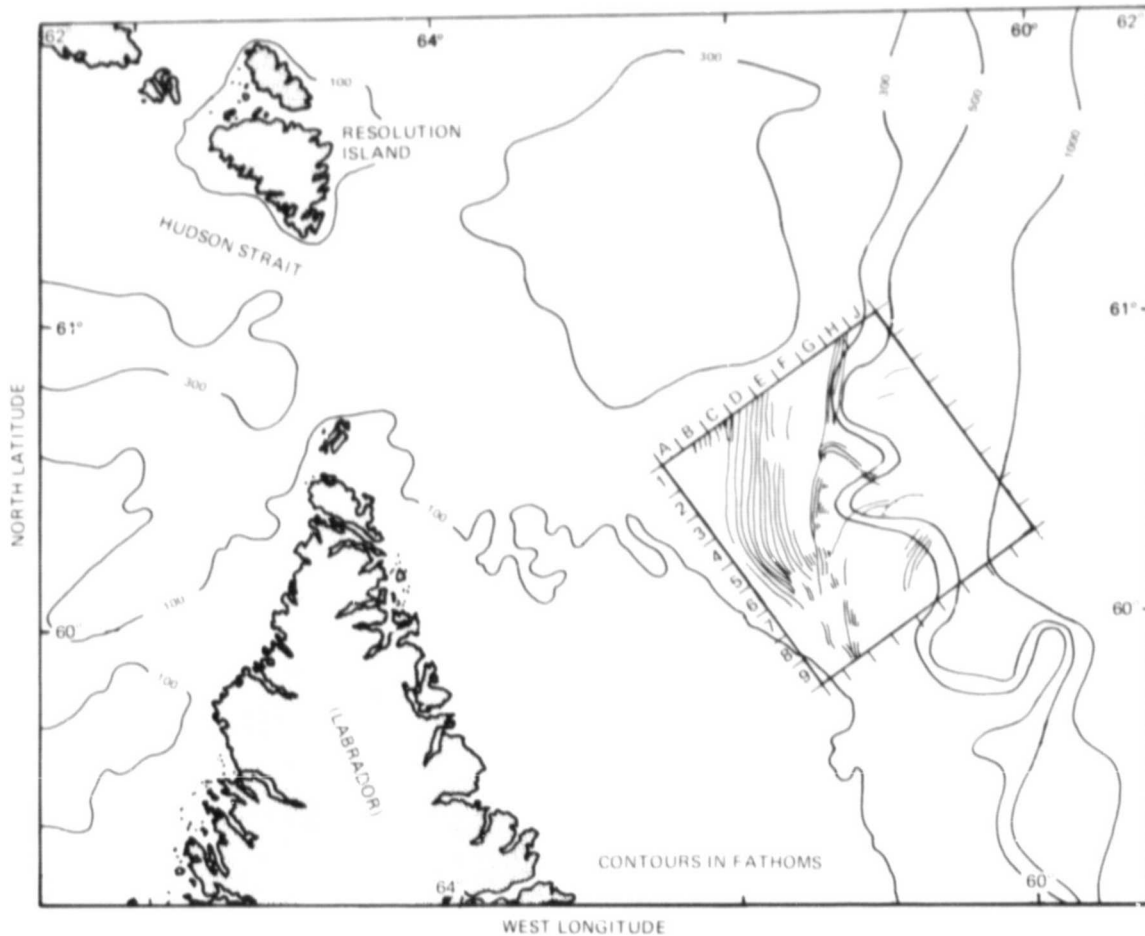 62°
64°
60°
62°
300
100
300
500
1000
RESOLUTION
ISLAND
HUDSON STRAIT
61°
61°
300
A B C D E F G H J
1 2 3 4 5 6 7 8 9
NORTH LATITUDE
100
100
60°
60°
100
(LABRADOR)
CONTOURS IN FATHOMS
64
60
WEST LONGITUDE